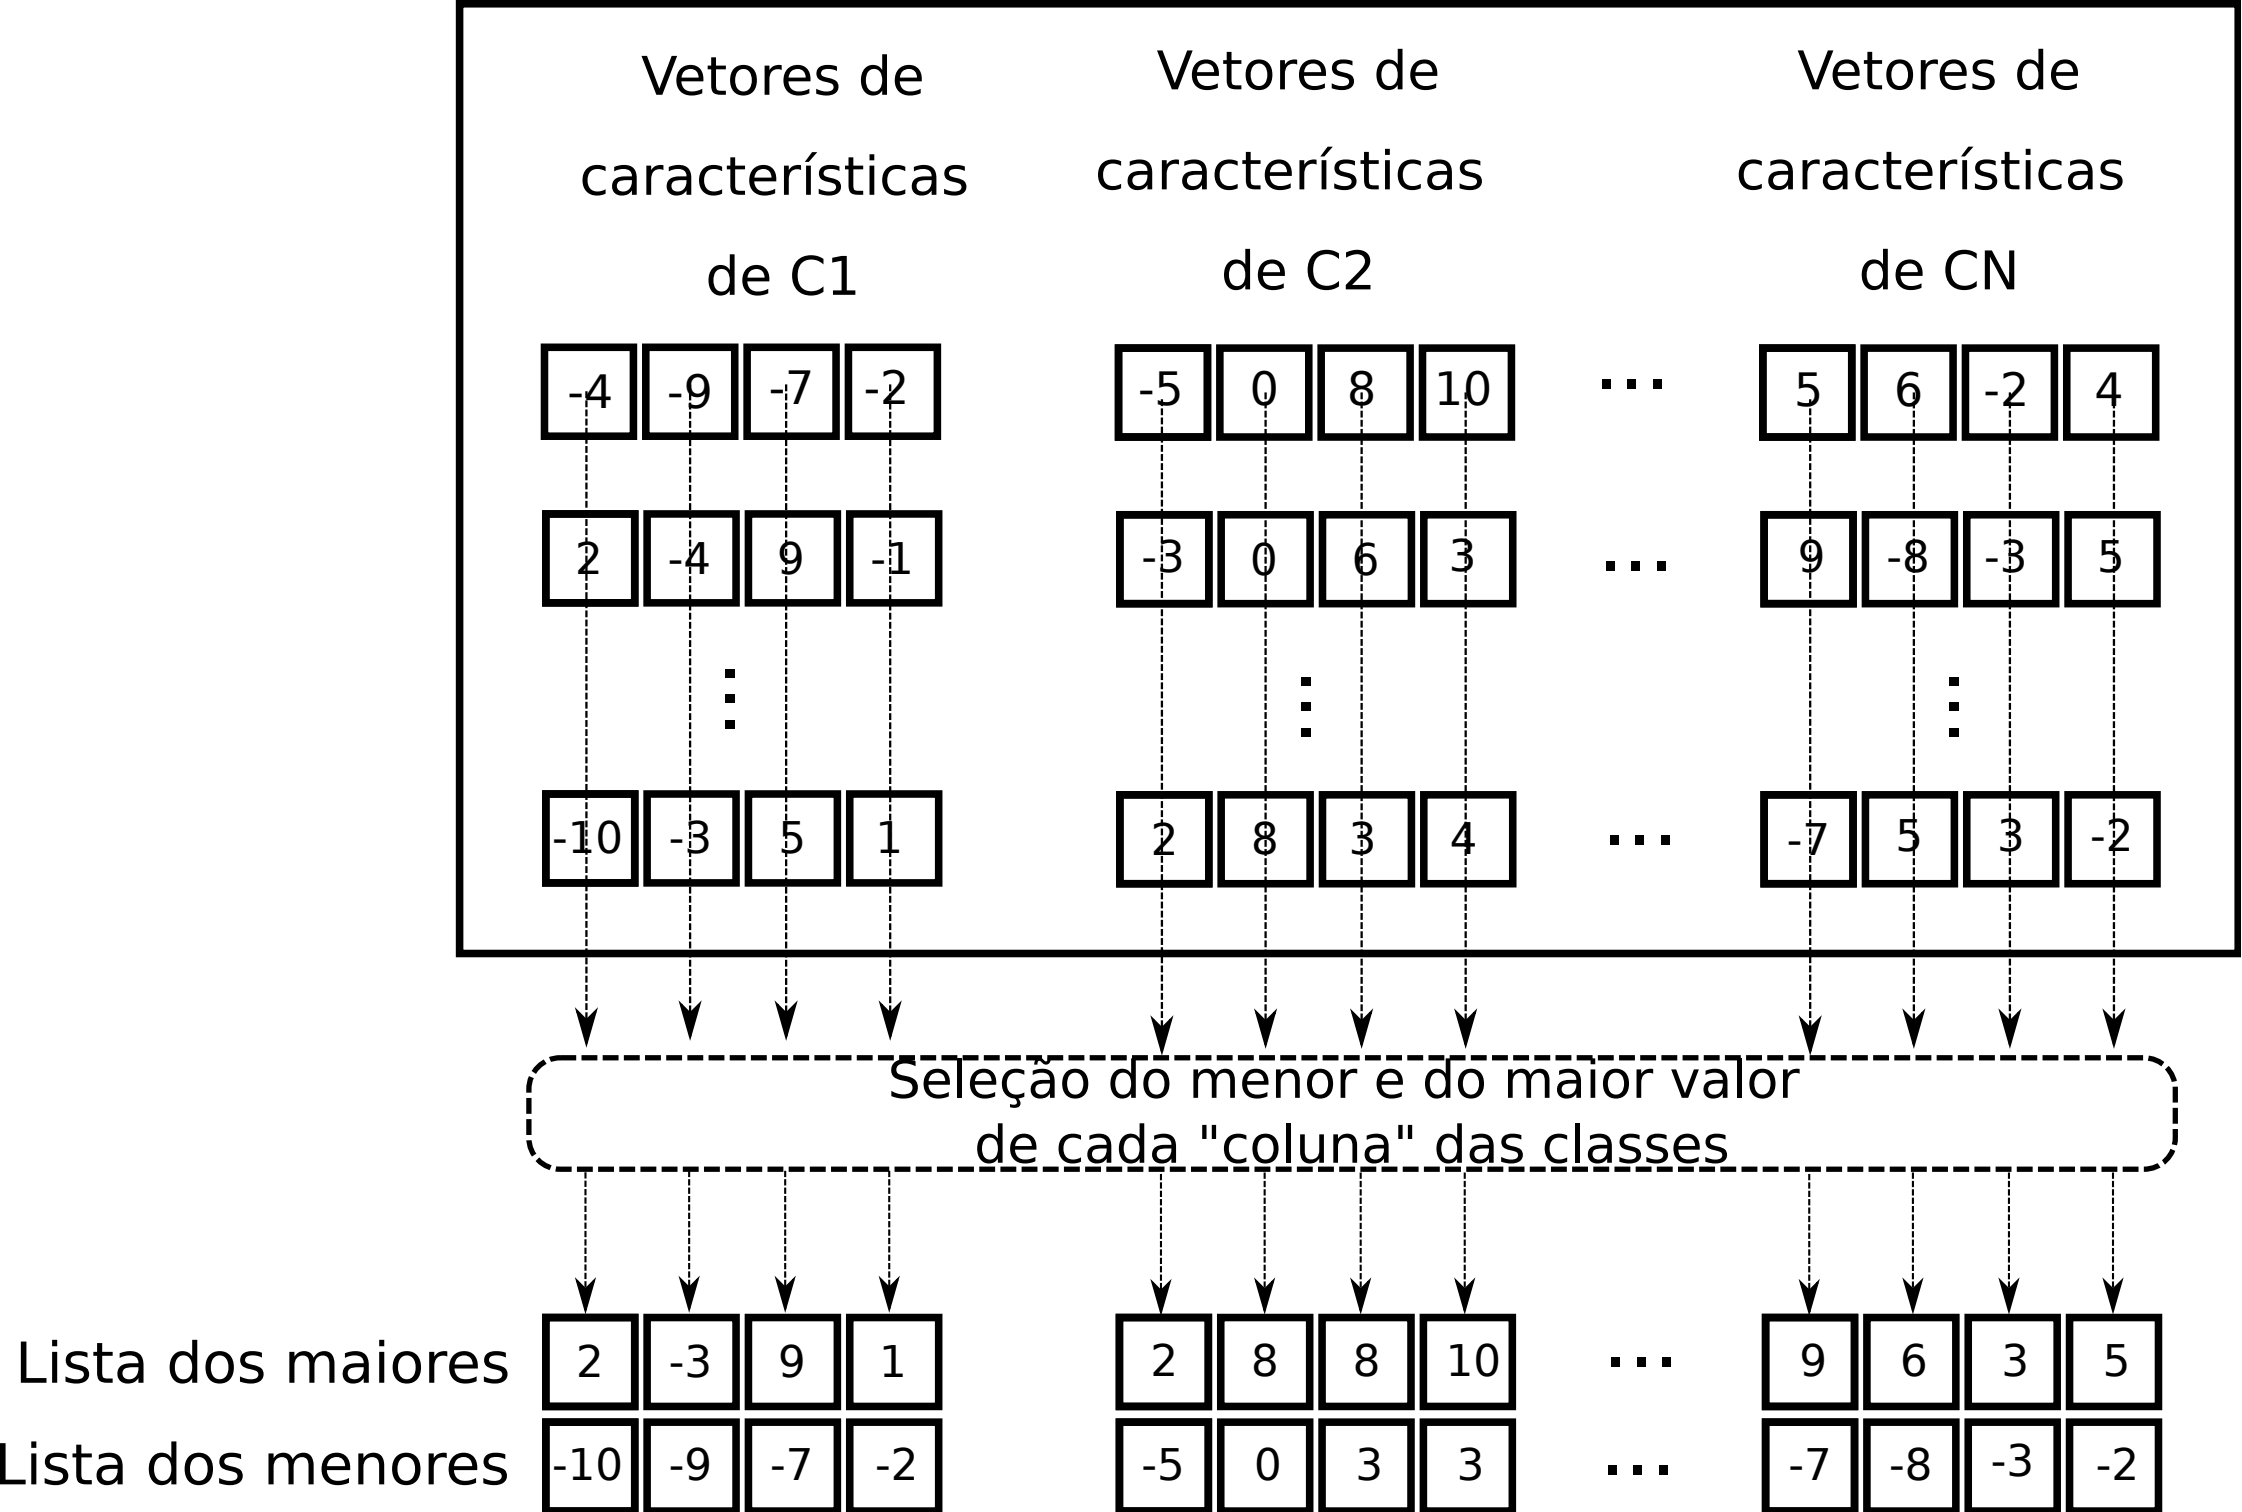 Vetores de
características
de C1
Vetores de
características
de C2
Vetores de
características
de CN
-4 -9 -7 -2 -5 0 8 10 ... 5 6 -2 4
2 -4 9 -1 -3 0 6 3 ... 9 -8 -3 5
-10 -3 5 1 2 8 3 4 ... -7 5 3 -2
Seleção do menor e do maior valor
de cada "coluna" das classes
Lista dos maiores 2 -3 9 1 2 8 8 10 ... 9 6 3 5
Lista dos menores -10 -9 -7 -2 -5 0 3 3 ... -7 -8 -3 -2